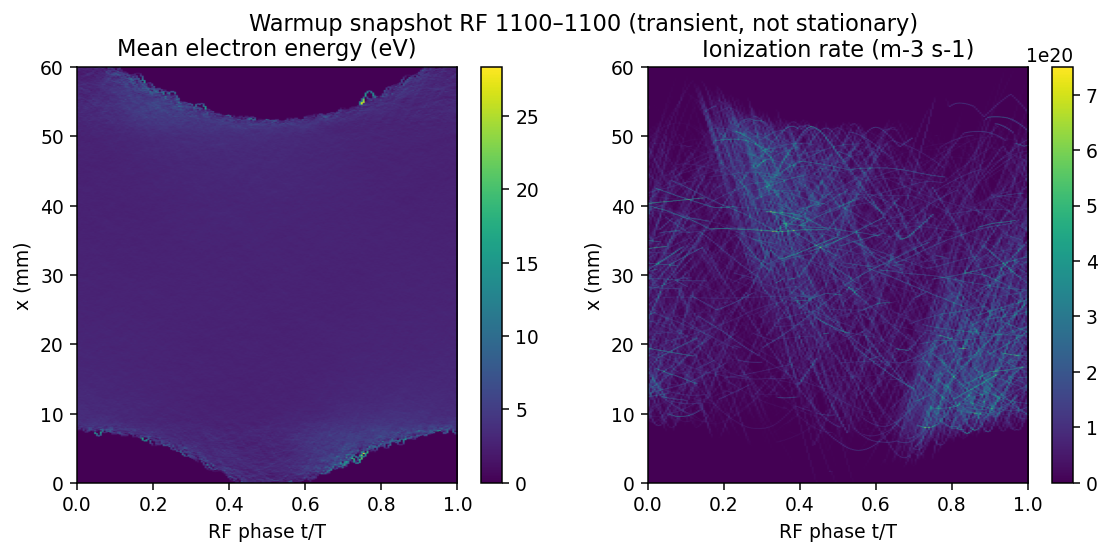 Warmup snapshot RF 1100–1100 (transient, not stationary)
Mean electron energy (eV)
60
50
40
30
20
10
0
x (mm)
0.0 0.2 0.4 0.6 0.8 1.0
RF phase t/T
25
20
15
10
5
0
Ionization rate (m-3 s-1)
1e20
60
50
40
30
20
10
0
x (mm)
0.0 0.2 0.4 0.6 0.8 1.0
RF phase t/T
7
6
5
4
3
2
1
0